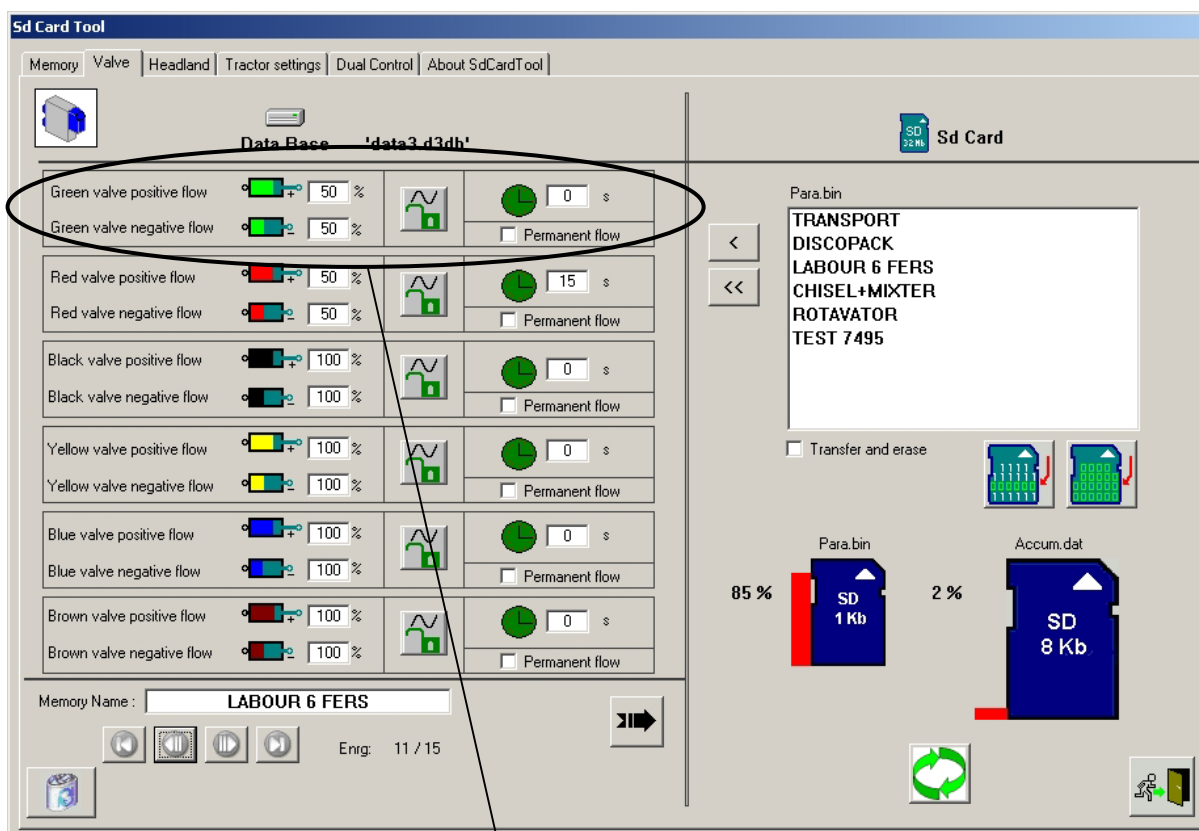 Sd Card Tool
Memory Valve Headland Tractor settings Dual Control About SdCardTool
Data Base 'data3.d3db'
SD 32 Mb Sd Card
Green valve positive flow + 50 % 0 s
Green valve negative flow - 50 % Permanent flow
Red valve positive flow + 50 % 15 s
Red valve negative flow - 50 % Permanent flow
Black valve positive flow + 100 % 0 s
Black valve negative flow - 100 % Permanent flow
Yellow valve positive flow + 100 % 0 s
Yellow valve negative flow - 100 % Permanent flow
Blue valve positive flow + 100 % 0 s
Blue valve negative flow - 100 % Permanent flow
Brown valve positive flow + 100 % 0 s
Brown valve negative flow - 100 % Permanent flow
Memory Name : LABOUR 6 FERS
Enrg: 11 / 15
<
<<
Para.bin
TRANSPORT
DISCOPACK
LABOUR 6 FERS
CHISEL+MIXTER
ROTAVATOR
TEST 7495
Transfer and erase
1111
000000
111111
0000
000000
000000
Para.bin Accum.dat
85 % SD 2 % SD
1 Kb 8 Kb